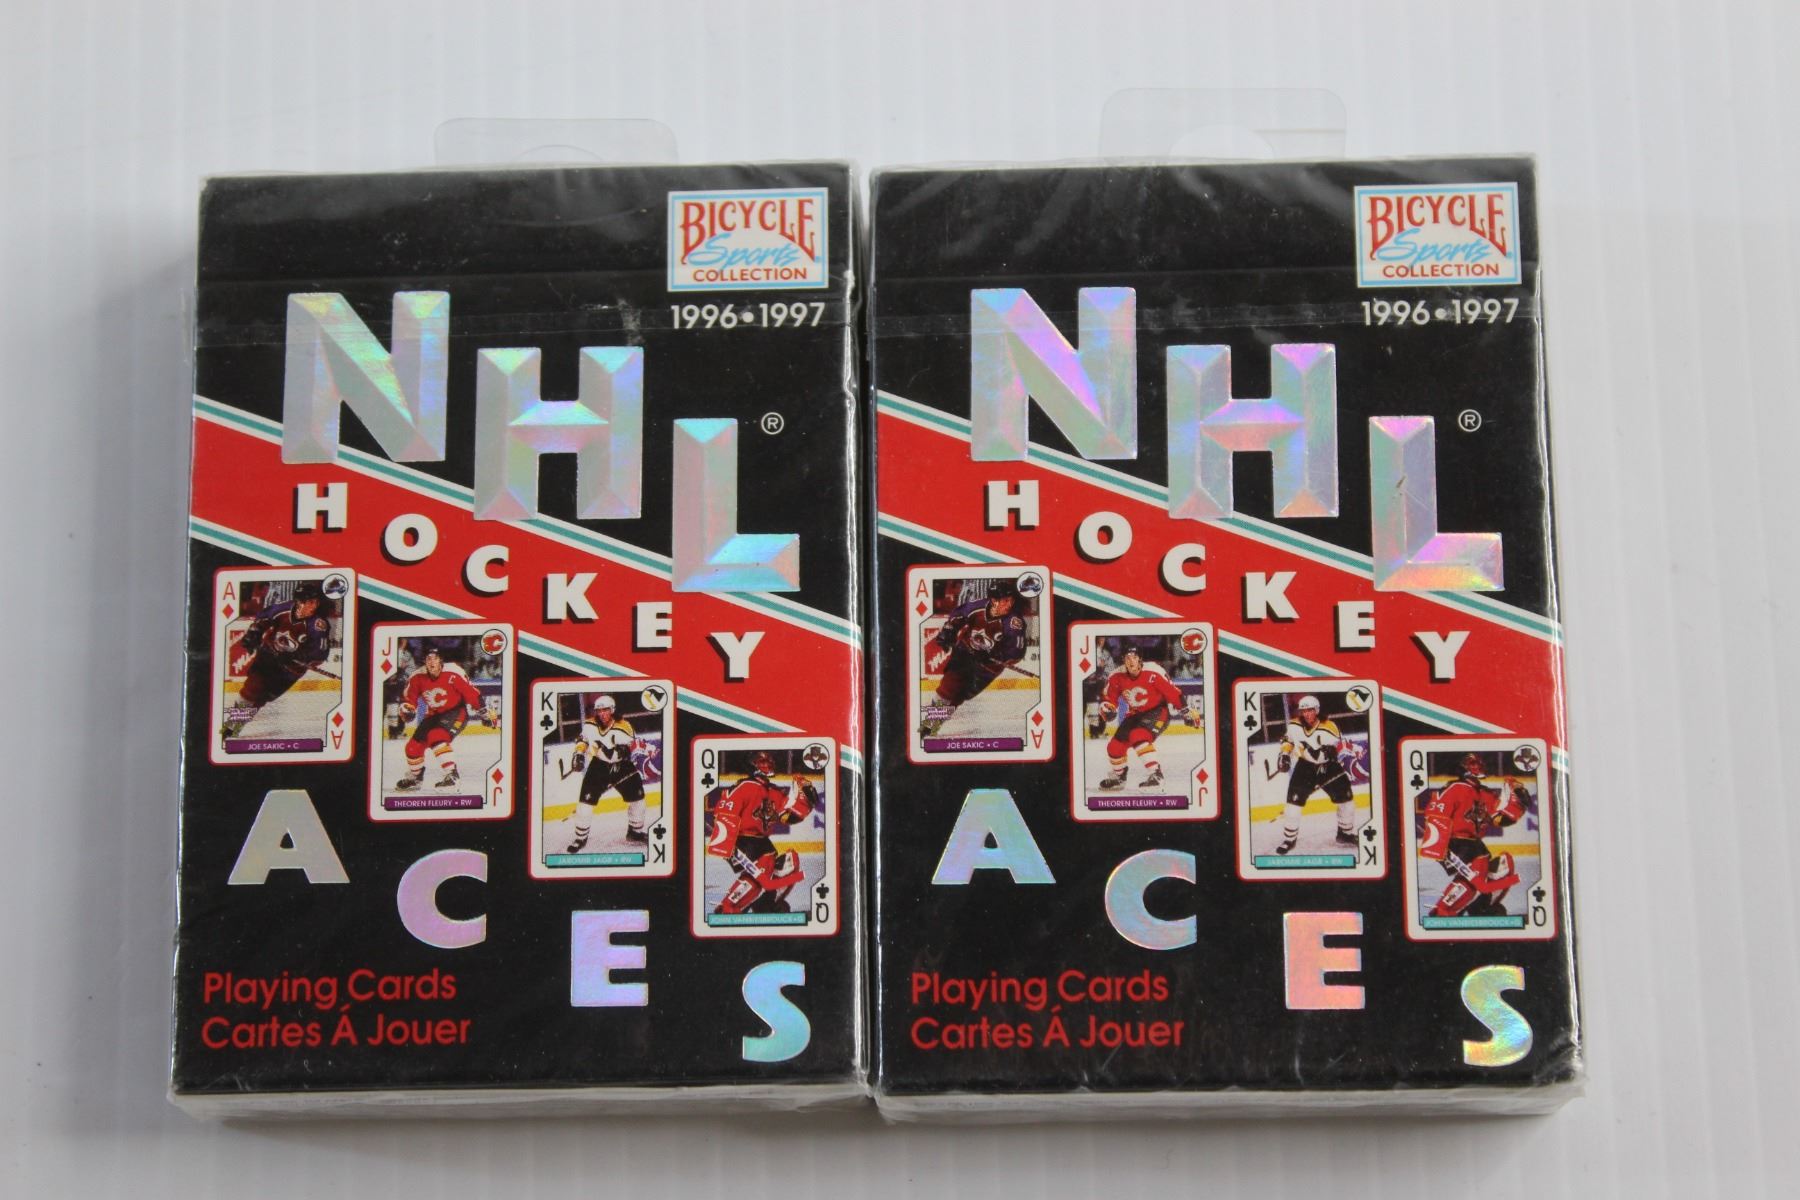 BICYCLE
Sports
COLLECTION
1996•1997
NHL®
HOCKEY
A
JOE SAKIC • C
A
J
C
THEOREN FLEURY • RW
J
K
JAROMIR JAGR • RW
K
Q
34
JOHN VANBIESBROUCK • G
Q
ACES
Playing Cards
Cartes Á Jouer
BICYCLE
Sports
COLLECTION
1996•1997
NHL®
HOCKEY
A
JOE SAKIC • C
A
J
C
THEOREN FLEURY • RW
J
K
JAROMIR JAGR • RW
K
Q
34
JOHN VANBIESBROUCK • G
Q
ACES
Playing Cards
Cartes Á Jouer